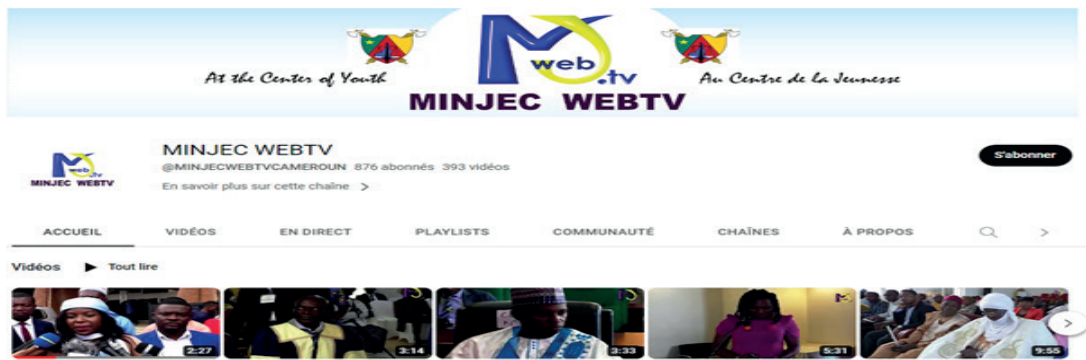 web
.tv
At the Center of Youth
Au Centre de la Jeunesse
MINJEC WEBTV
MINJEC WEBTV
@MINJECWEBTVCAMEROUN 876 abonnés 393 vidéos
S'abonner
web
.tv
MINJEC WEBTV
En savoir plus sur cette chaîne >
ACCUEIL VIDÉOS EN DIRECT PLAYLISTS COMMUNAUTÉ CHAÎNES À PROPOS >
Vidéos ▶ Tout lire
2:27 3:14 3:33 5:31 9:55